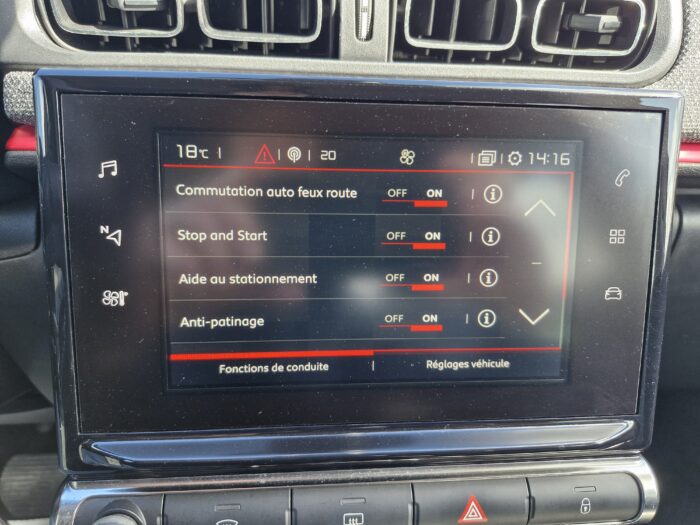 18°C 20 14:16
Commutation auto feux route OFF ON i
Stop and Start OFF ON i
Aide au stationnement OFF ON i
Anti-patinage OFF ON i
Fonctions de conduite Réglages véhicule
N